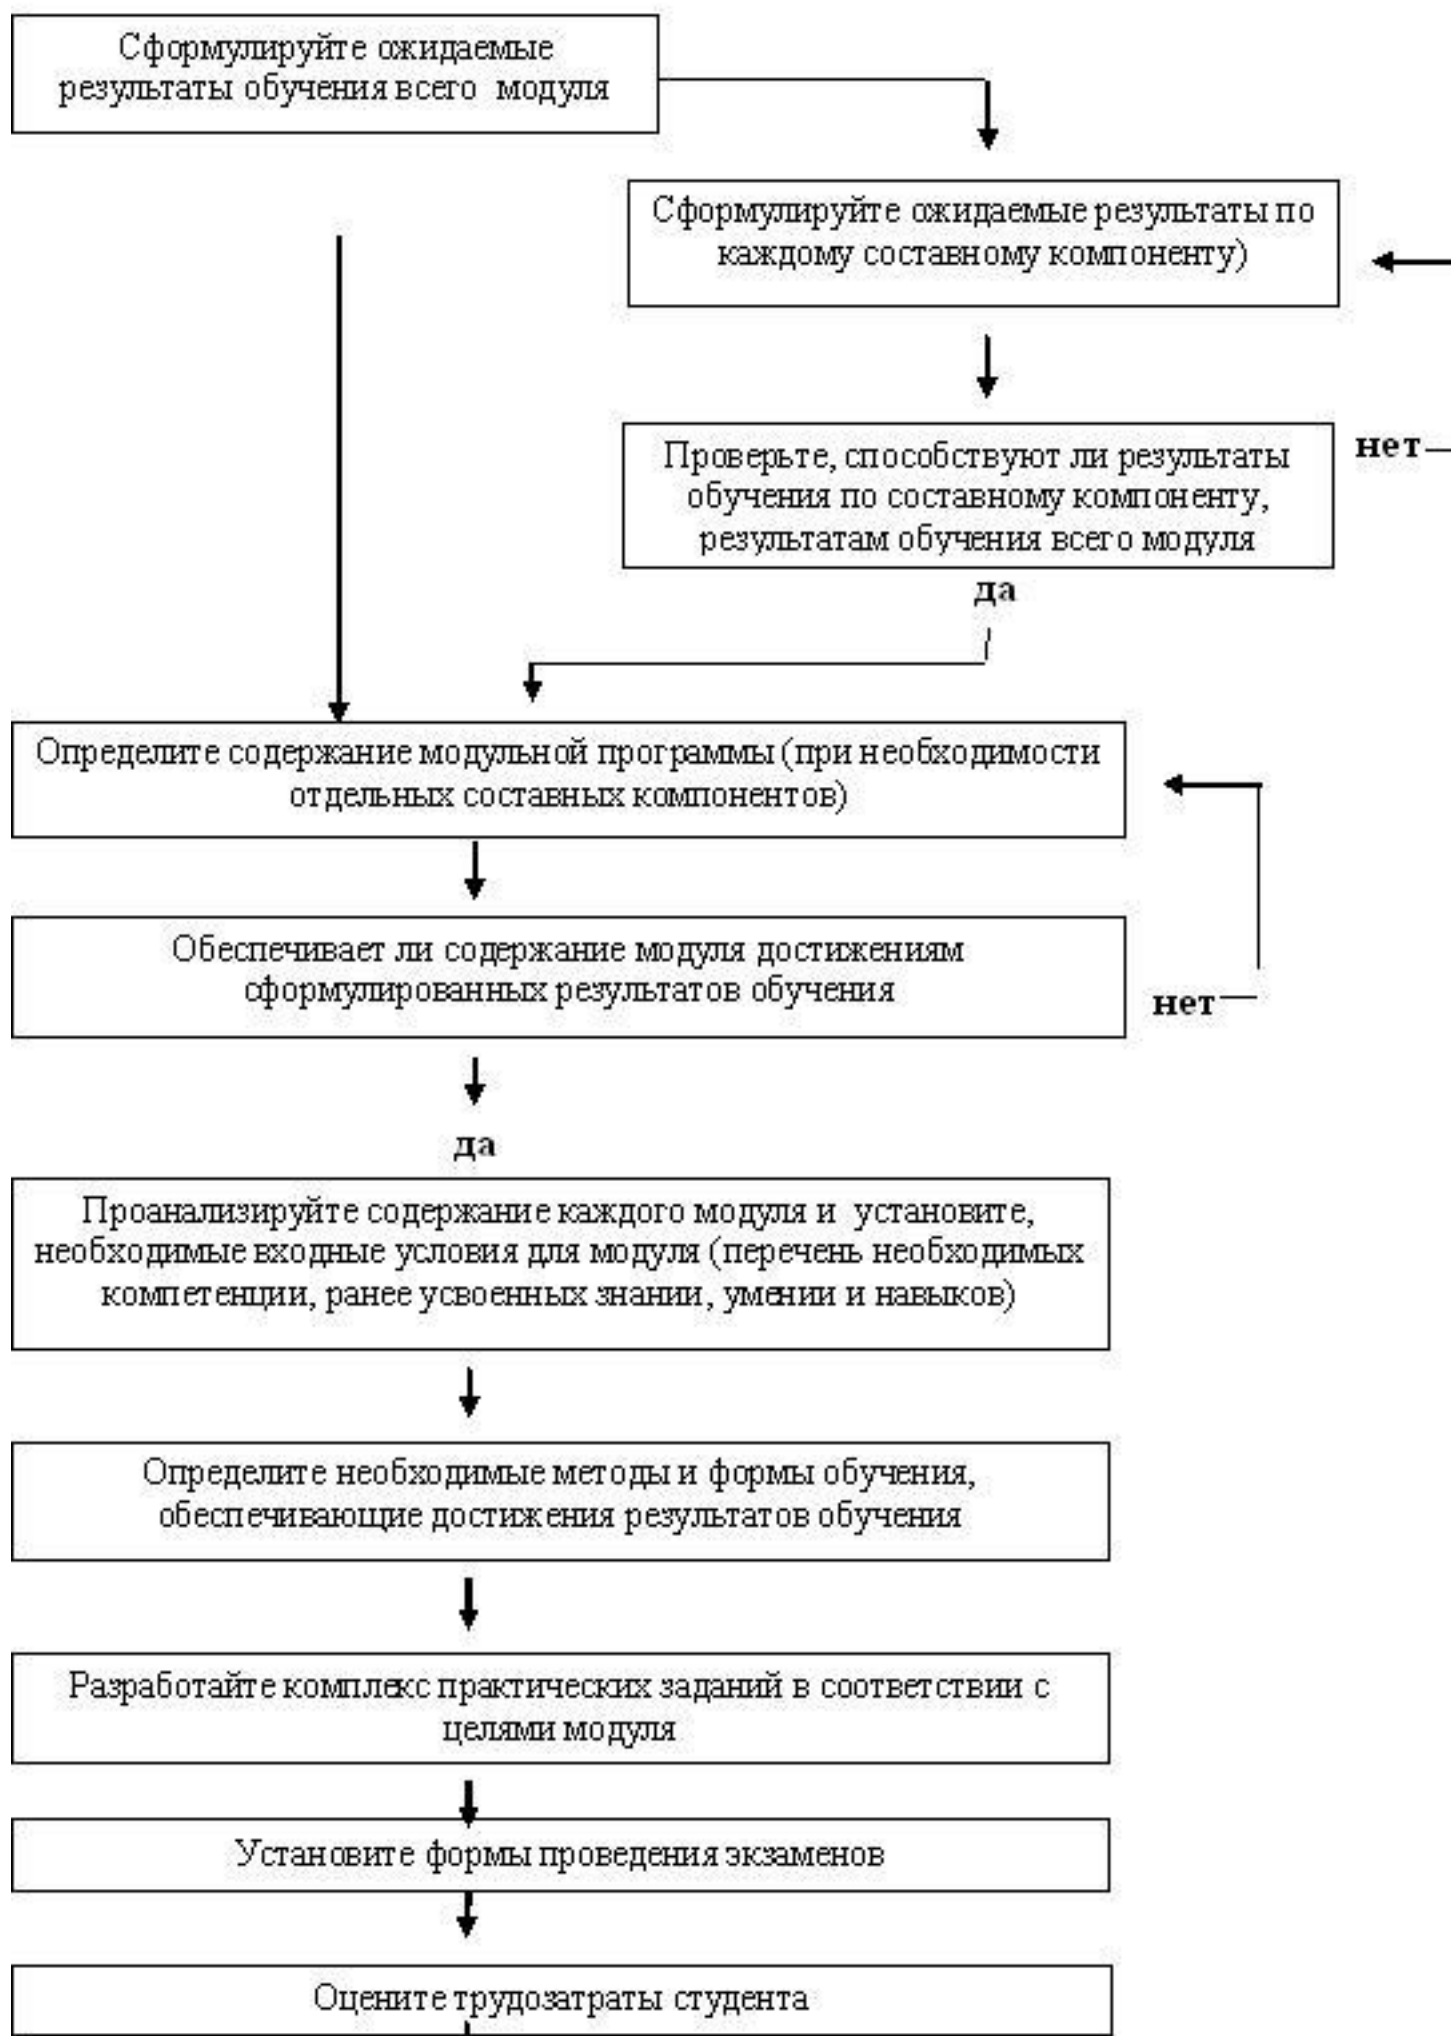 Сформулируйте ожидаемые
результаты обучения всего модуля
Сформулируйте ожидаемые результаты по
каждому составному компоненту)
Проверьте, способствуют ли результаты
обучения по составному компоненту,
результатам обучения всего модуля
нет
да
Определите содержание модульной программы (при необходимости
отдельных составных компонентов)
Обеспечивает ли содержание модуля достижениям
сформулированных результатов обучения
нет
да
Проанализируйте содержание каждого модуля и установите,
необходимые входные условия для модуля (перечень необходимых
компетенции, ранее усвоенных знании, умении и навыков)
Определите необходимые методы и формы обучения,
обеспечивающие достижения результатов обучения
Разработайте комплекс практических заданий в соответствии с
целями модуля
Установите формы проведения экзаменов
Оцените трудозатраты студента